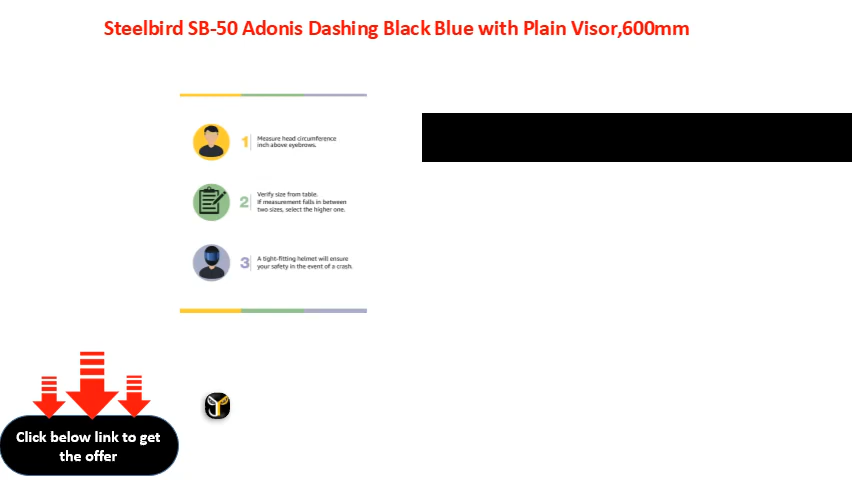 Steelbird SB-50 Adonis Dashing Black Blue with Plain Visor,600mm
1
Measure head circumference
inch above eyebrows.
2
Verify size from table.
If measurement falls in between
two sizes, select the higher one.
3
A tight-fitting helmet will ensure
your safety in the event of a crash.
Click below link to get
the offer